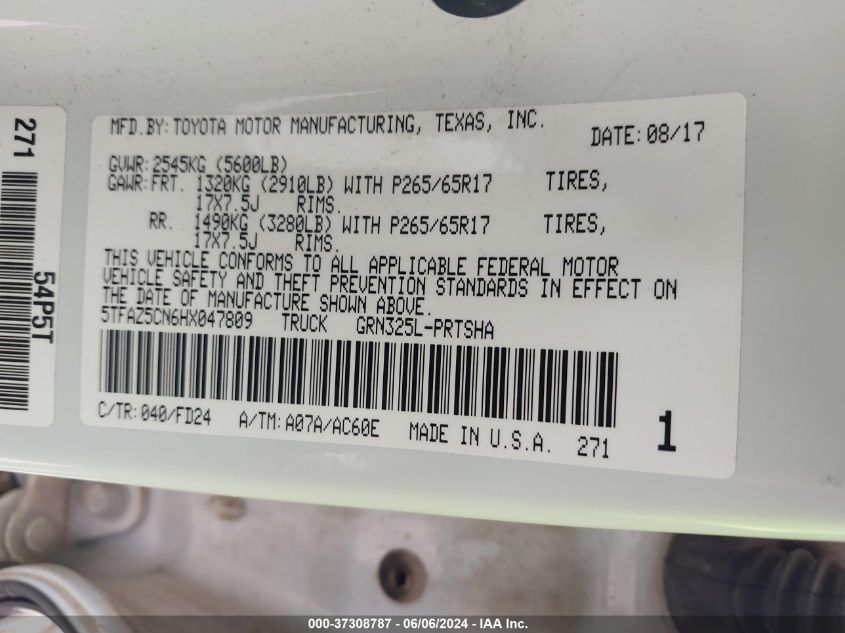 271
54P5T
MFD.BY:TOYOTA MOTOR MANUFACTURING, TEXAS, INC. DATE:08/17
GVWR:2545KG (5600LB)
GAWR:FRT. 1320KG (2910LB) WITH P265/65R17 TIRES,
17X7.5J RIMS.
RR. 1490KG (3280LB) WITH P265/65R17 TIRES,
17X7.5J RIMS.
THIS VEHICLE CONFORMS TO ALL APPLICABLE FEDERAL MOTOR
VEHICLE SAFETY AND THEFT PREVENTION STANDARDS IN EFFECT ON
THE DATE OF MANUFACTURE SHOWN ABOVE.
5TFAZ5CN6HX047809 TRUCK GRN325L-PRTSHA
C/TR:040/FD24 A/TM:A07A/AC60E MADE IN U.S.A. 271 1
000-37308787 - 06/06/2024 - IAA Inc.